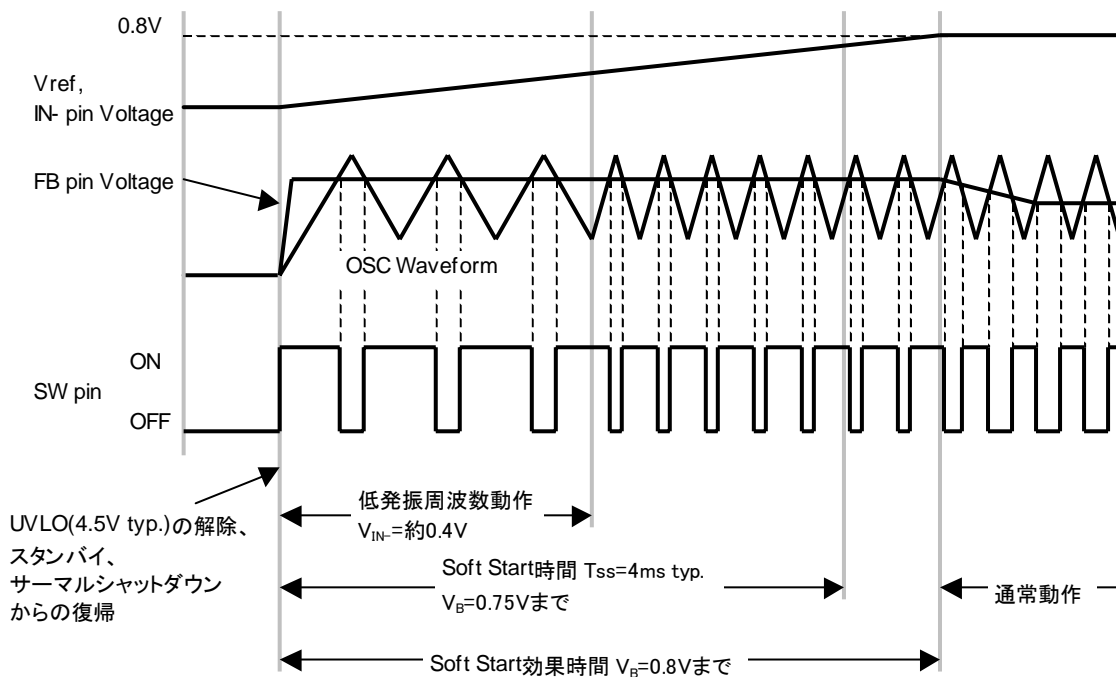 0.8V
Vref,
IN- pin Voltage
FB pin Voltage
OSC Waveform
ON
SW pin
OFF
UVLO(4.5V typ.)の解除、
スタンバイ、
サーマルシャットダウン
からの復帰
低発振周波数動作
VIN-=約0.4V
Soft Start時間 Tss=4ms typ.
VB=0.75Vまで
通常動作
Soft Start効果時間 VB=0.8Vまで